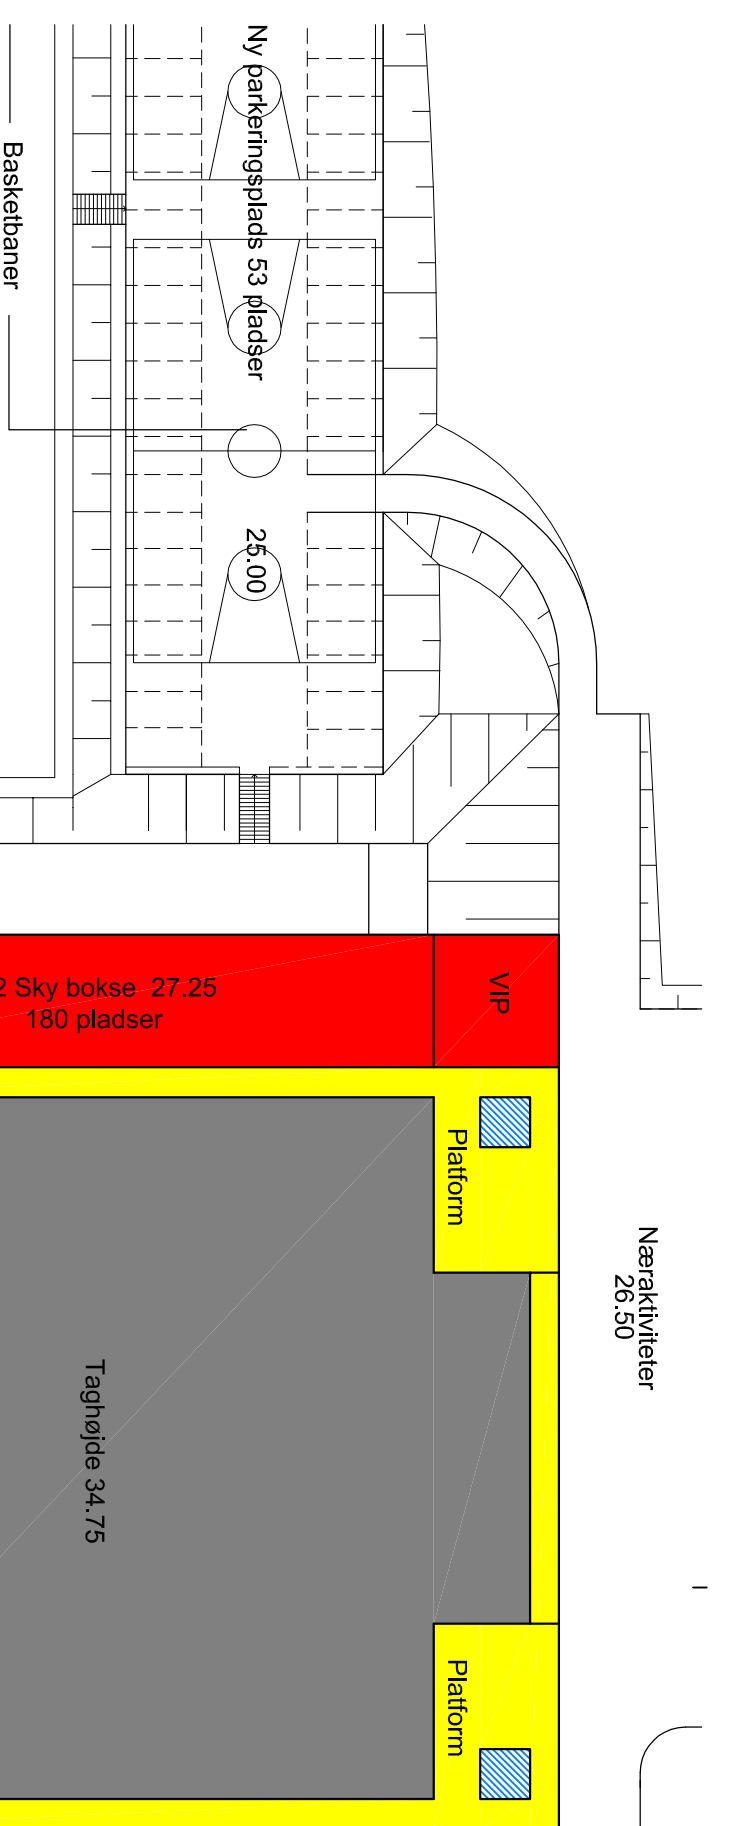 Ny parkeringsplads 53 pladser
Basketbaner
25.00
2 Sky bokse 27.25
180 pladser
VIP
Platform
Næraktiviteter
26.50
Taghøjde 34.75
Platform